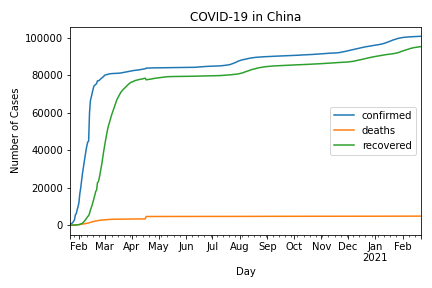 COVID-19 in China
Number of Cases
100000
80000
60000
40000
20000
0
confirmed
deaths
recovered
Feb Mar Apr May Jun Jul Aug Sep Oct Nov Dec Jan Feb
2021
Day